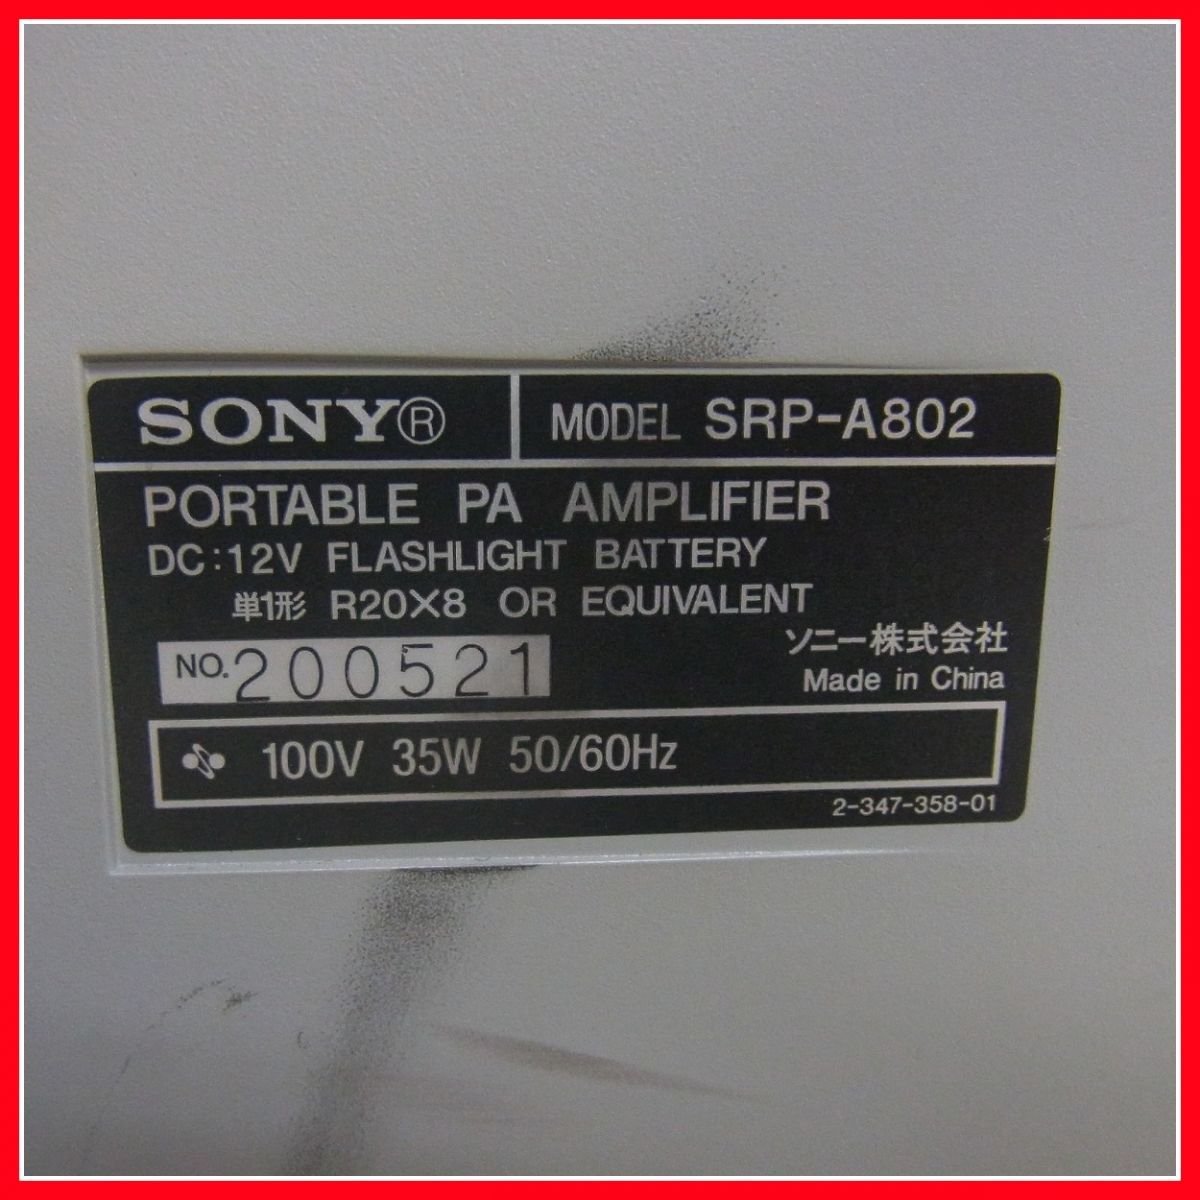 SONY® MODEL SRP-A802
PORTABLE PA AMPLIFIER
DC:12V FLASHLIGHT BATTERY
単1形 R20×8 OR EQUIVALENT
ソニー株式会社
NO. 200521
Made in China
100V 35W 50/60Hz
2-347-358-01